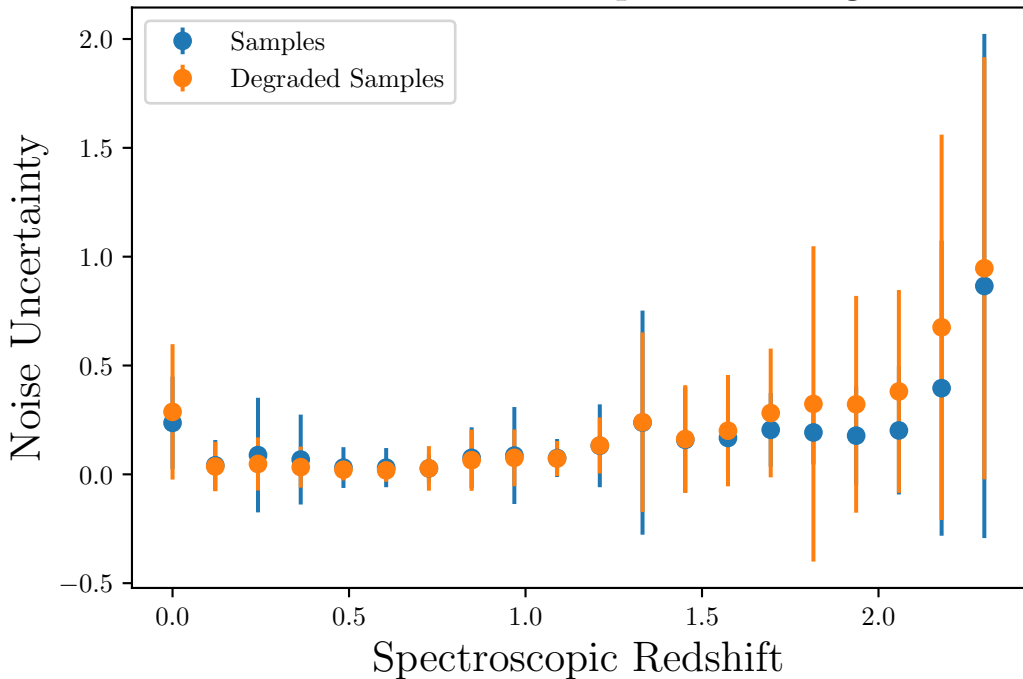 Samples
Degraded Samples
2.0
1.5
1.0
0.5
0.0
−0.5
Noise Uncertainty
0.0 0.5 1.0 1.5 2.0
Spectroscopic Redshift